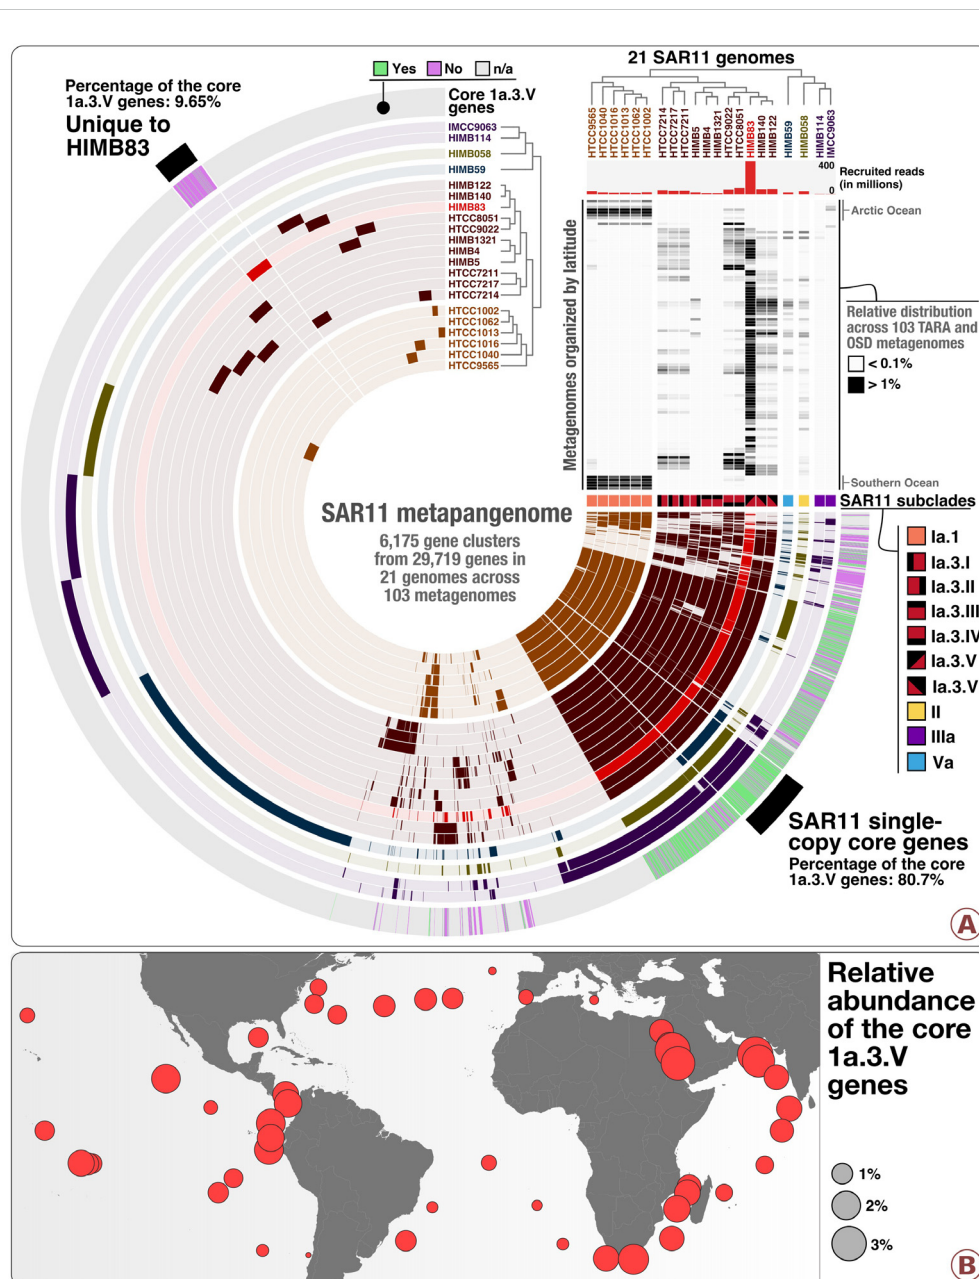 Yes
No
n/a
Percentage of the core
1a.3.V genes: 9.65%
Unique to
HIMB83
Core 1a.3.V
genes
IMCC9063
HIMB114
HIMB058
HIMB59
HIMB122
HIMB140
HIMB83
HTCC8051
HTCC9022
HIMB1321
HIMB4
HIMB5
HTCC7211
HTCC7217
HTCC7214
HTCC1002
HTCC1062
HTCC1013
HTCC1016
HTCC1040
HTCC9565
21 SAR11 genomes
HTCC9565
HTCC1040
HTCC1016
HTCC1013
HTCC1062
HTCC1002
HTCC7214
HTCC7217
HTCC7211
HIMB5
HIMB4
HIMB1321
HTCC9022
HTCC8051
HIMB83
HIMB140
HIMB122
HIMB59
HIMB058
HIMB114
IMCC9063
400
0
Recruited reads
(in millions)
Metagenomes organized by latitude
Arctic Ocean
Relative distribution
across 103 TARA and
OSD metagenomes
< 0.1%
> 1%
Southern Ocean
SAR11 subclades
Ia.1
Ia.3.I
Ia.3.II
Ia.3.III
Ia.3.IV
Ia.3.V
Ia.3.V
II
IIIa
Va
SAR11 metapangenome
6,175 gene clusters
from 29,719 genes in
21 genomes across
103 metagenomes
SAR11 single-
copy core genes
Percentage of the core
1a.3.V genes: 80.7%
A
Relative
abundance
of the core
1a.3.V
genes
1%
2%
3%
B